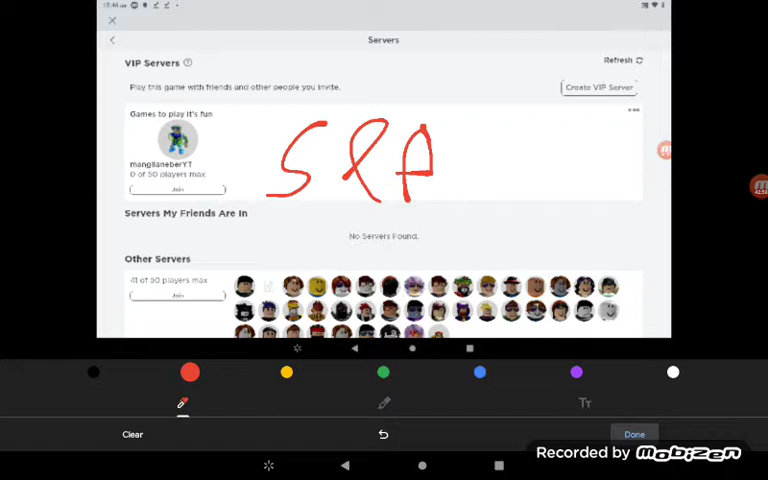 Servers
VIP Servers
Refresh
Play this game with friends and other people you invite.
Create VIP Server
Games to play it's fun
manglianeberYT
0 of 50 players max
Join
Servers My Friends Are In
No Servers Found.
Other Servers
41 of 50 players max
Join
Tт
Clear
Done
Recorded by Mobizen